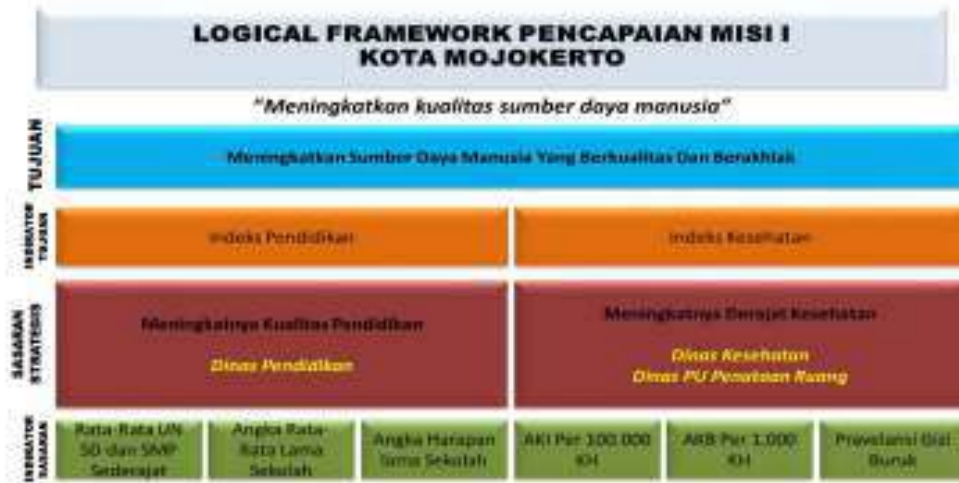 LOGICAL FRAMEWORK PENCAPAIAN MISI I
KOTA MOJOKERTO
"Meningkatkan kualitas sumber daya manusia"
TUJUAN
Meningkatkan Sumber Daya Manusia Yang Berkualitas Dan Berakhlak
INDIKATOR
TUJUAN
Indeks Pendidikan
Indeks Kesehatan
SASARAN
STRATEGIS
Meningkatnya Kualitas Pendidikan
Dinas Pendidikan
Meningkatnya Derajat Kesehatan
Dinas Kesehatan
Dinas PU Penataan Ruang
INDIKATOR
SASARAN
Rata-Rata UN
SD dan SMP
Sederajat
Angka Rata-
Rata Lama
Sekolah
Angka Harapan
lama Sekolah
AKI Per 100.000
KH
AKB Per 1.000
KH
Pravelansi Gizi
Buruk